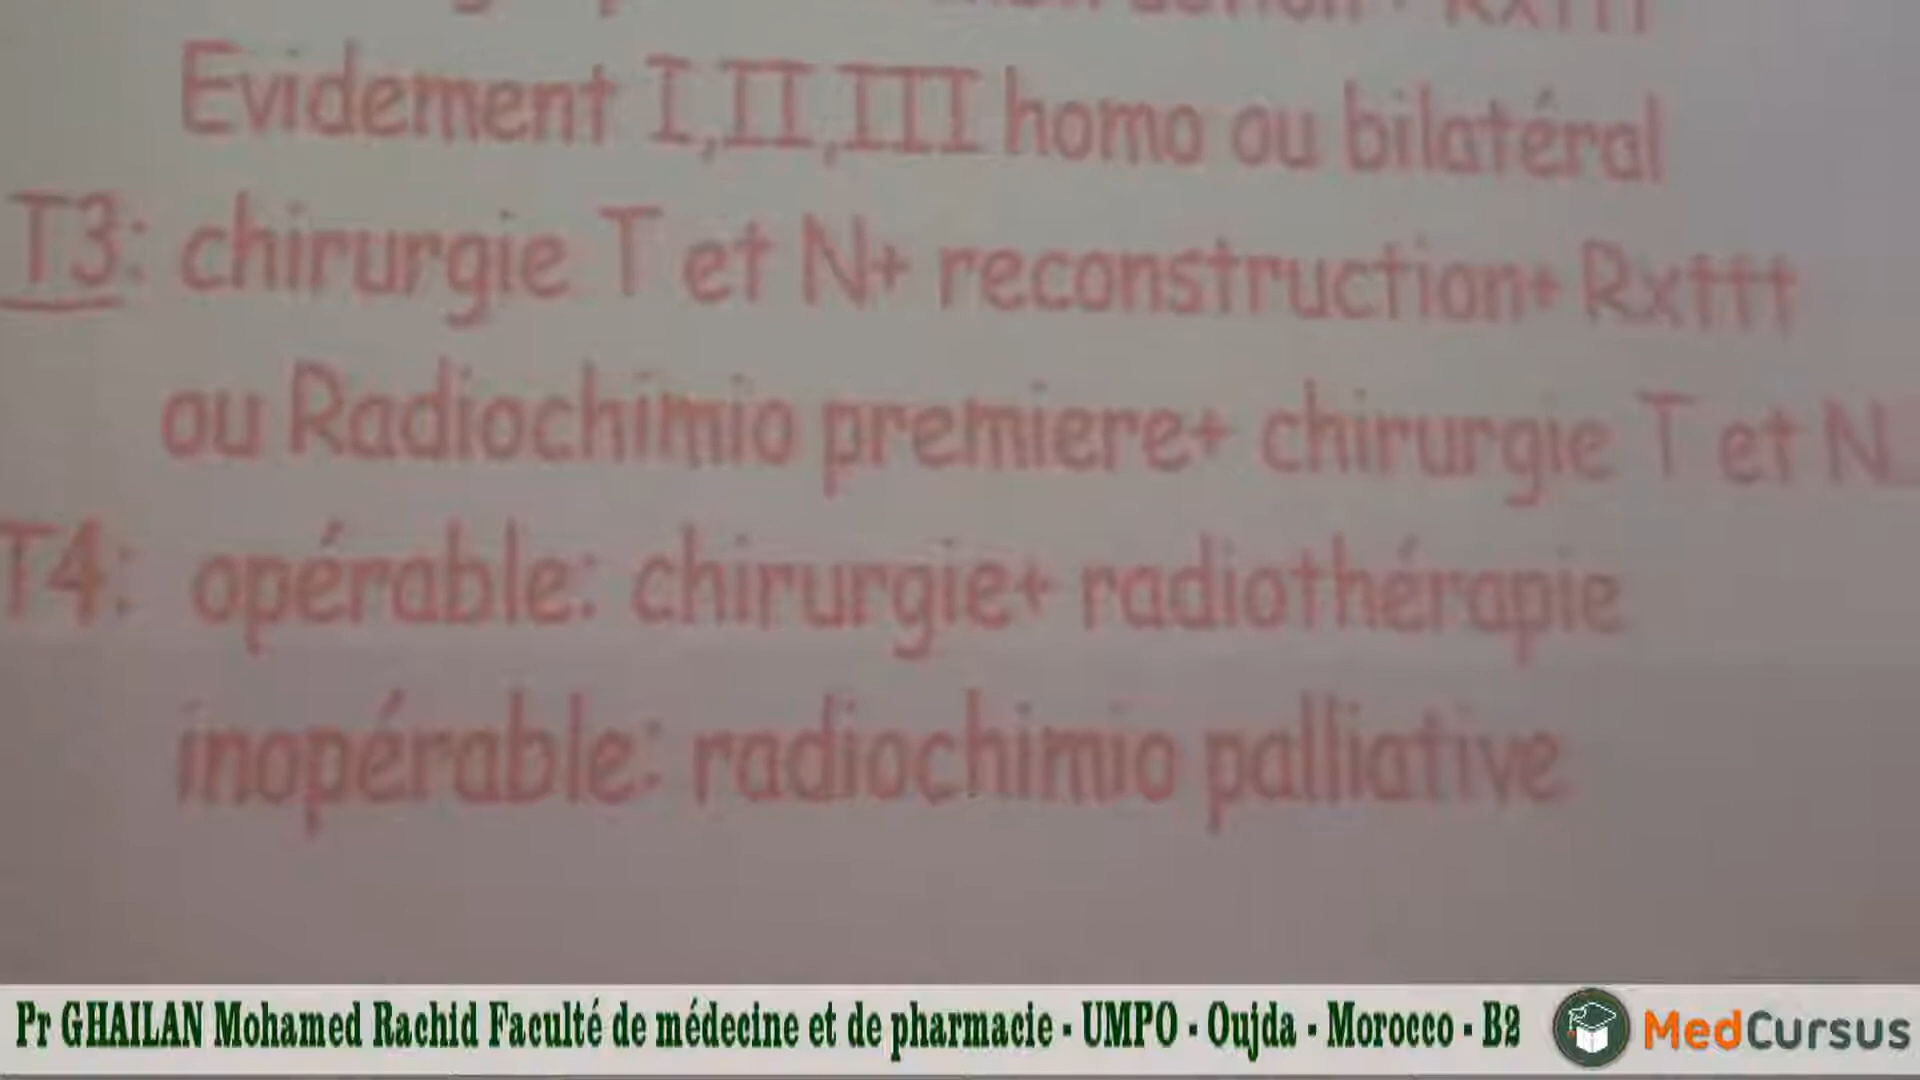 Evidement I,II,III homo ou bilatéral
T3: chirurgie T et N+ reconstruction+ Rxttt
ou Radiochimio premiere+ chirurgie T et N
T4: opérable: chirurgie+ radiothérapie
inopérable: radiochimio palliative
Pr GHAILAN Mohamed Rachid Faculté de médecine et de pharmacie - UMPO - Oujda - Morocco - B2
MedCursus